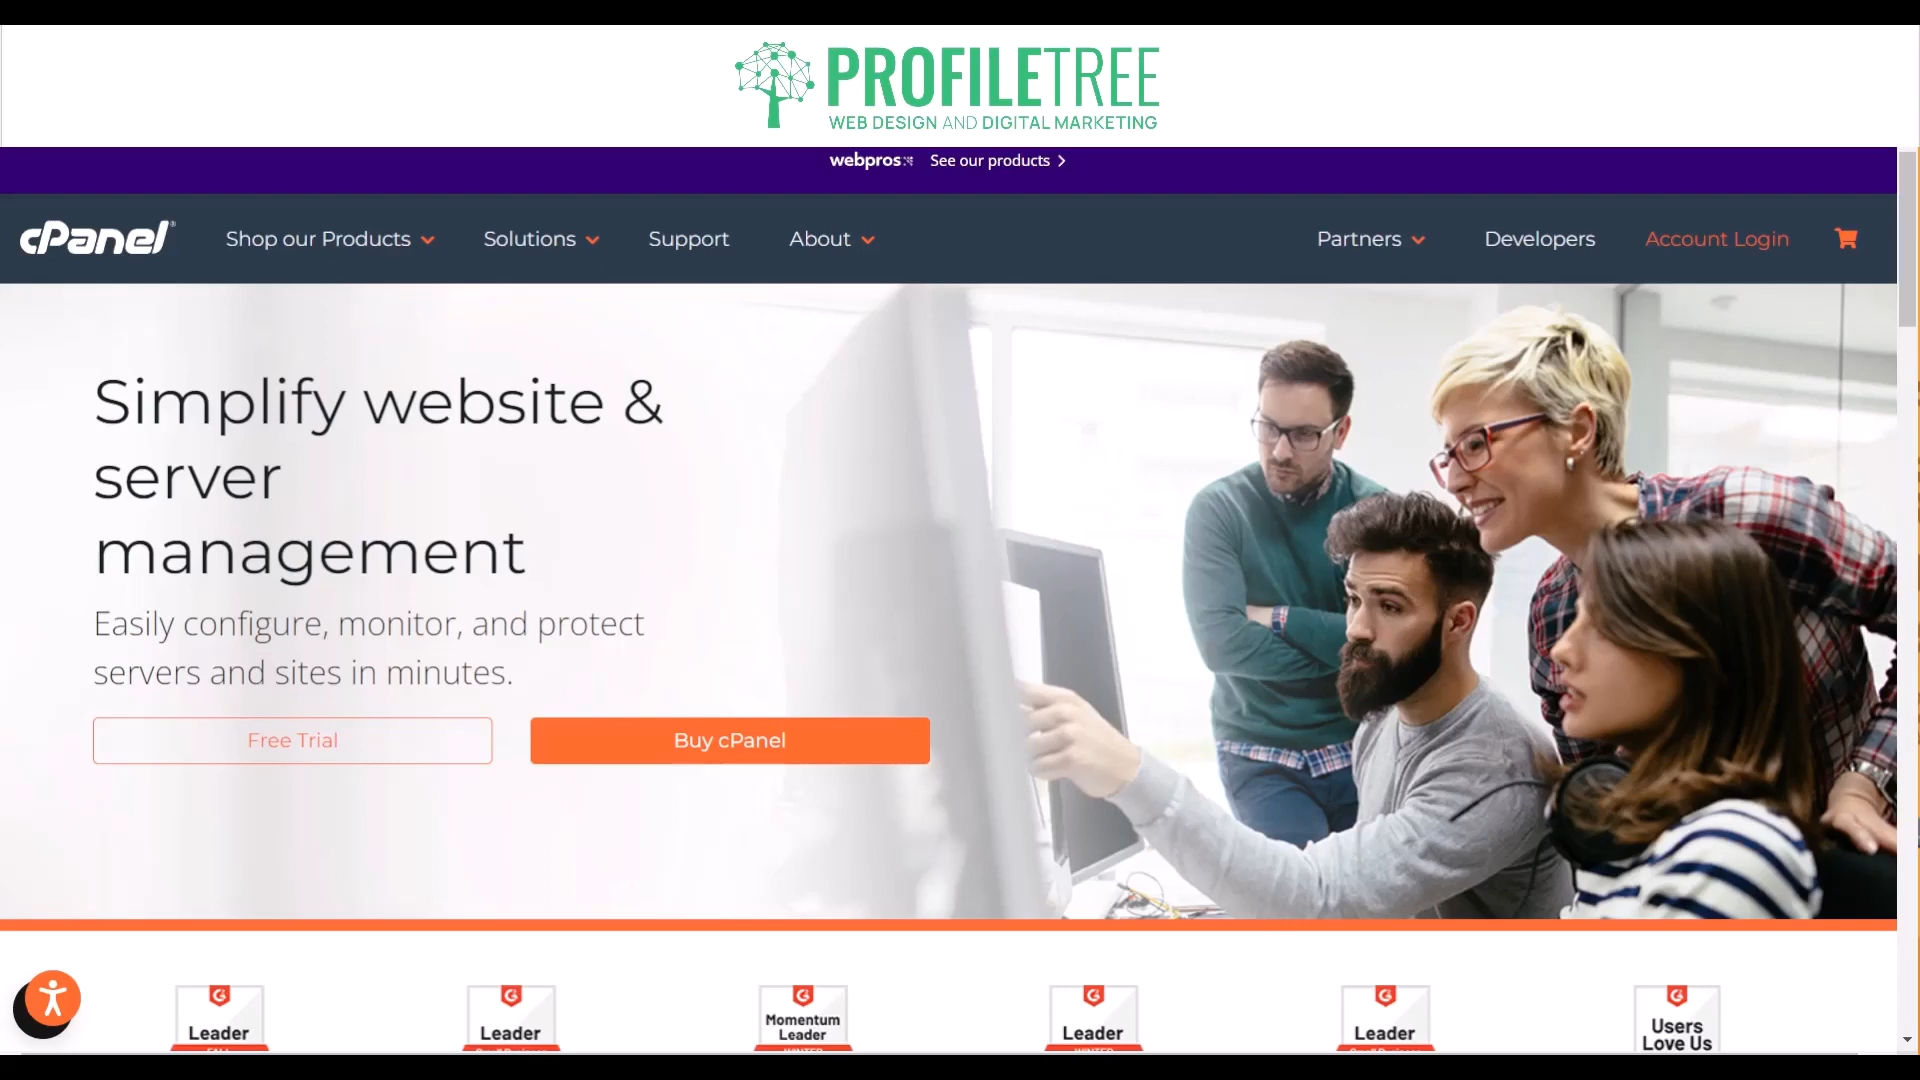 PROFILETREE
WEB DESIGN AND DIGITAL MARKETING
webpros See our products
cPanel® Shop our Products Solutions Support About Partners Developers Account Login
Simplify website &
server
management
Easily configure, monitor, and protect
servers and sites in minutes.
Free Trial Buy cPanel
Leader Leader Momentum Leader Leader Leader Users Love Us